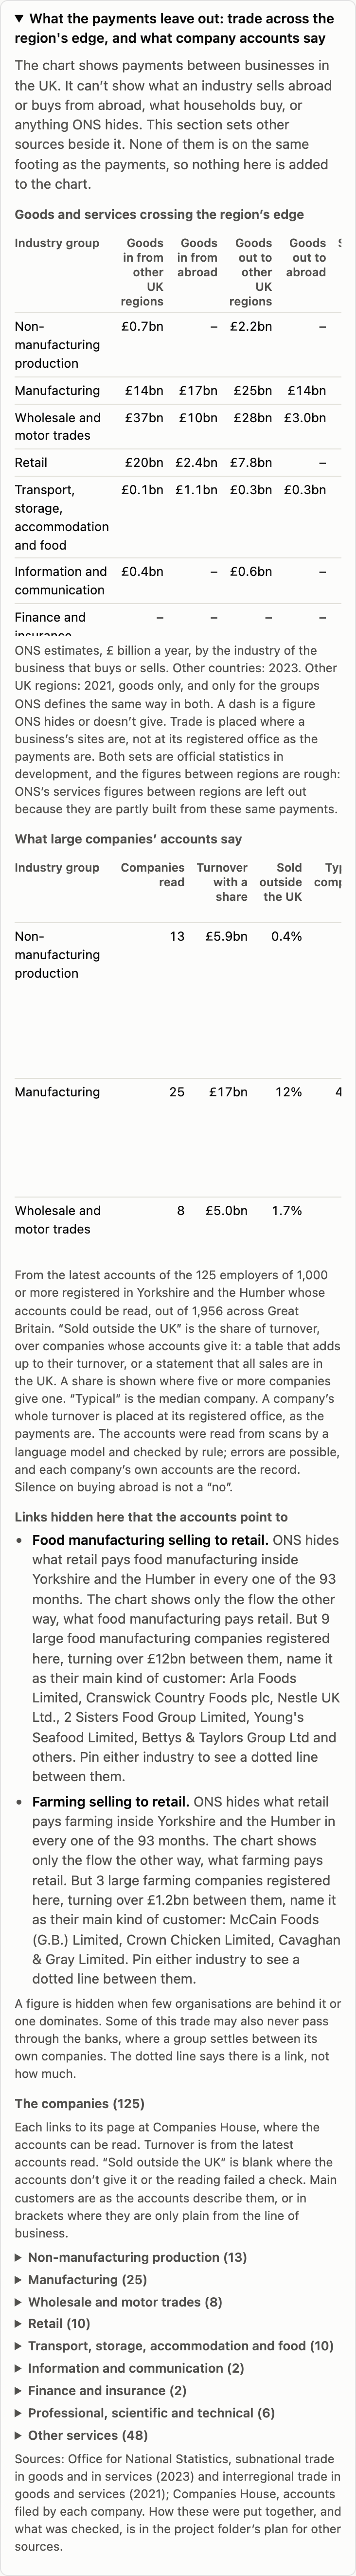 ▼ What the payments leave out: trade across the
region's edge, and what company accounts say
The chart shows payments between businesses in
the UK. It can’t show what an industry sells abroad
or buys from abroad, what households buy, or
anything ONS hides. This section sets other
sources beside it. None of them is on the same
footing as the payments, so nothing here is added
to the chart.
Goods and services crossing the region’s edge
Industry group Goods in from other UK regions Goods in from abroad Goods out to other UK regions Goods out to abroad
Non-manufacturing production £0.7bn – £2.2bn –
Manufacturing £14bn £17bn £25bn £14bn
Wholesale and motor trades £37bn £10bn £28bn £3.0bn
Retail £20bn £2.4bn £7.8bn –
Transport, storage, accommodation and food £0.1bn £1.1bn £0.3bn £0.3bn
Information and communication £0.4bn – £0.6bn –
Finance and insurance – – – –
ONS estimates, £ billion a year, by the industry of the
business that buys or sells. Other countries: 2023. Other
UK regions: 2021, goods only, and only for the groups
ONS defines the same way in both. A dash is a figure
ONS hides or doesn’t give. Trade is placed where a
business’s sites are, not at its registered office as the
payments are. Both sets are official statistics in
development, and the figures between regions are rough:
ONS’s services figures between regions are left out
because they are partly built from these same payments.
What large companies’ accounts say
Industry group Companies read Turnover with a share Sold outside the UK
Non-manufacturing production 13 £5.9bn 0.4%
Manufacturing 25 £17bn 12% 4
Wholesale and motor trades 8 £5.0bn 1.7%
From the latest accounts of the 125 employers of 1,000
or more registered in Yorkshire and the Humber whose
accounts could be read, out of 1,956 across Great
Britain. “Sold outside the UK” is the share of turnover,
over companies whose accounts give it: a table that adds
up to their turnover, or a statement that all sales are in
the UK. A share is shown where five or more companies
give one. “Typical” is the median company. A company’s
whole turnover is placed at its registered office, as the
payments are. The accounts were read from scans by a
language model and checked by rule; errors are possible,
and each company’s own accounts are the record.
Silence on buying abroad is not a “no”.
Links hidden here that the accounts point to
• Food manufacturing selling to retail. ONS hides
what retail pays food manufacturing inside
Yorkshire and the Humber in every one of the 93
months. The chart shows only the flow the other
way, what food manufacturing pays retail. But 9
large food manufacturing companies registered
here, turning over £12bn between them, name it
as their main kind of customer: Arla Foods
Limited, Cranswick Country Foods plc, Nestle UK
Ltd., 2 Sisters Food Group Limited, Young's
Seafood Limited, Bettys & Taylors Group Ltd and
others. Pin either industry to see a dotted line
between them.
• Farming selling to retail. ONS hides what retail
pays farming inside Yorkshire and the Humber in
every one of the 93 months. The chart shows
only the flow the other way, what farming pays
retail. But 3 large farming companies registered
here, turning over £1.2bn between them, name it
as their main kind of customer: McCain Foods
(G.B.) Limited, Crown Chicken Limited, Cavaghan
& Gray Limited. Pin either industry to see a
dotted line between them.
A figure is hidden when few organisations are behind it or
one dominates. Some of this trade may also never pass
through the banks, where a group settles between its
own companies. The dotted line says there is a link, not
how much.
The companies (125)
Each links to its page at Companies House, where the
accounts can be read. Turnover is from the latest
accounts read. “Sold outside the UK” is blank where the
accounts don’t give it or the reading failed a check. Main
customers are as the accounts describe them, or in
brackets where they are only plain from the line of
business.
▶ Non-manufacturing production (13)
▶ Manufacturing (25)
▶ Wholesale and motor trades (8)
▶ Retail (10)
▶ Transport, storage, accommodation and food (10)
▶ Information and communication (2)
▶ Finance and insurance (2)
▶ Professional, scientific and technical (6)
▶ Other services (48)
Sources: Office for National Statistics, subnational trade
in goods and in services (2023) and interregional trade in
goods and services (2021); Companies House, accounts
filed by each company. How these were put together, and
what was checked, is in the project folder’s plan for other
sources.